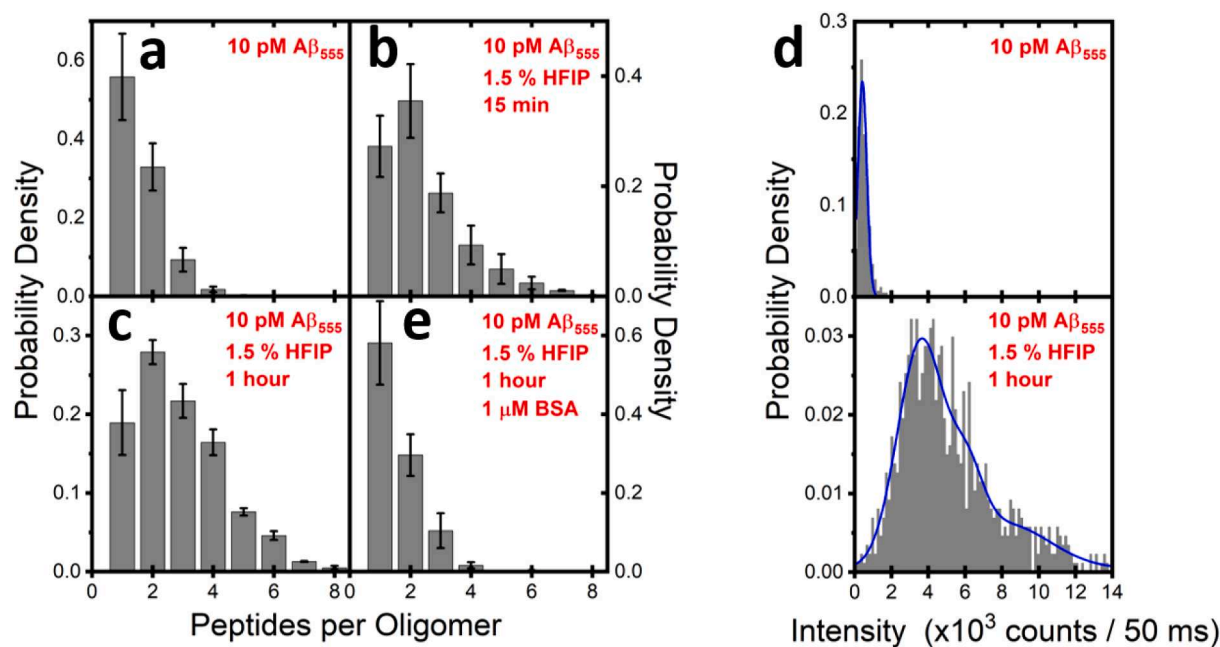 a
10 pM Aβ₅₅₅
b
10 pM Aβ₅₅₅
1.5 % HFIP
15 min
0.6
0.3
0.2
0.0
0.4
0.2
0.0
Probability Density
Probability Density
c
10 pM Aβ₅₅₅
1.5 % HFIP
1 hour
e
10 pM Aβ₅₅₅
1.5 % HFIP
1 hour
1 μM BSA
0.3
0.2
0.1
0.0
0.6
0.4
0.2
0.0
0 2 4 6 8 0 2 4 6 8
Peptides per Oligomer
d
10 pM Aβ₅₅₅
0.3
0.2
0.1
0.0
Probability Density
10 pM Aβ₅₅₅
1.5 % HFIP
1 hour
0.03
0.02
0.01
0.00
0 2 4 6 8 10 12 14
Intensity (x10³ counts / 50 ms)